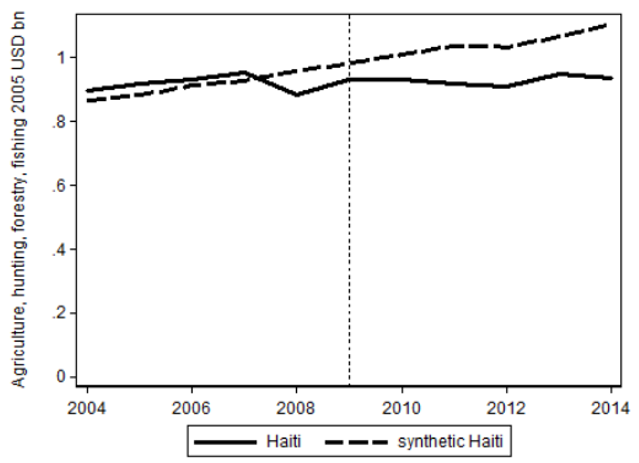 Agriculture, hunting, forestry, fishing 2005 USD bn
1
.8
.6
.4
.2
0
2004 2006 2008 2010 2012 2014
Haiti synthetic Haiti